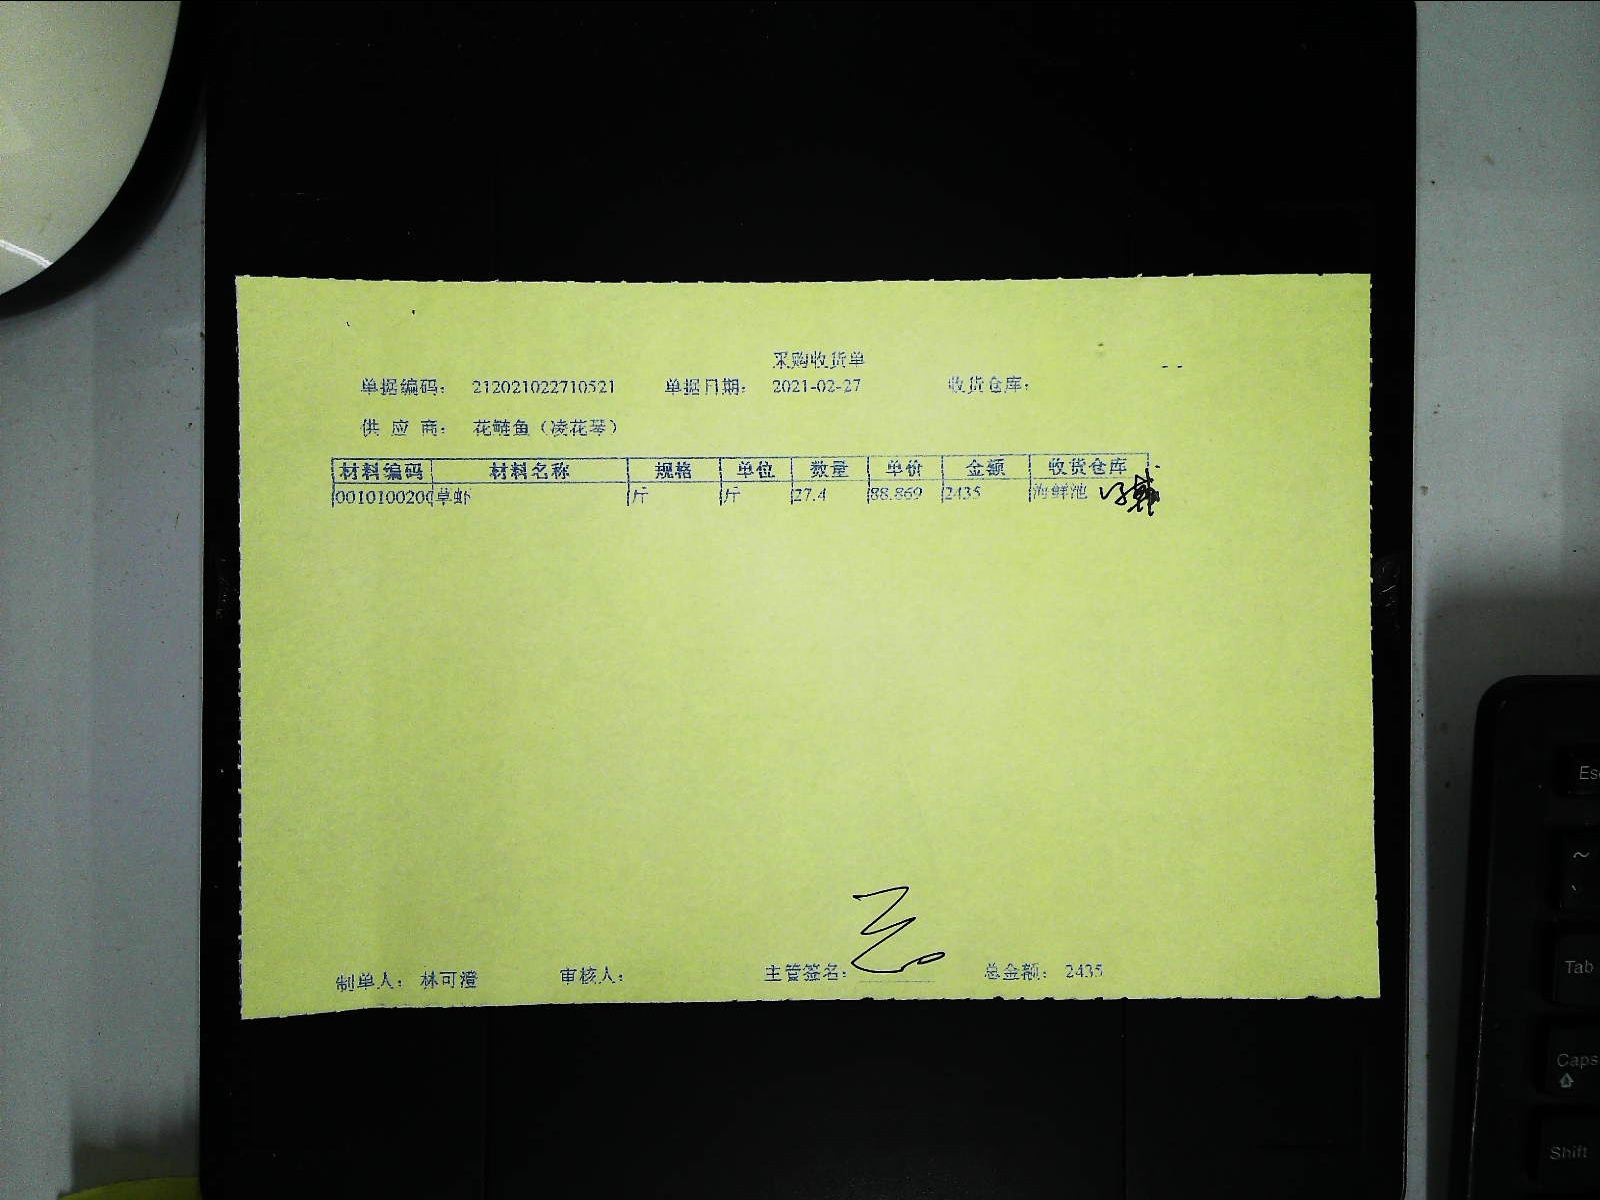 采购收货单
单据编码： 212021022710521 单据日期： 2021-02-27 收货仓库：
供 应 商： 花鲢鱼（凌花琴）
材料编码 材料名称 规格 单位 数量 单价 金额 收货仓库
001010020 草虾 斤 斤 27.4 88.869 2435 海鲜池
制单人： 林可澄 审核人： 主管签名： 总金额： 2435
Esc
~
Tab
Caps
Shift